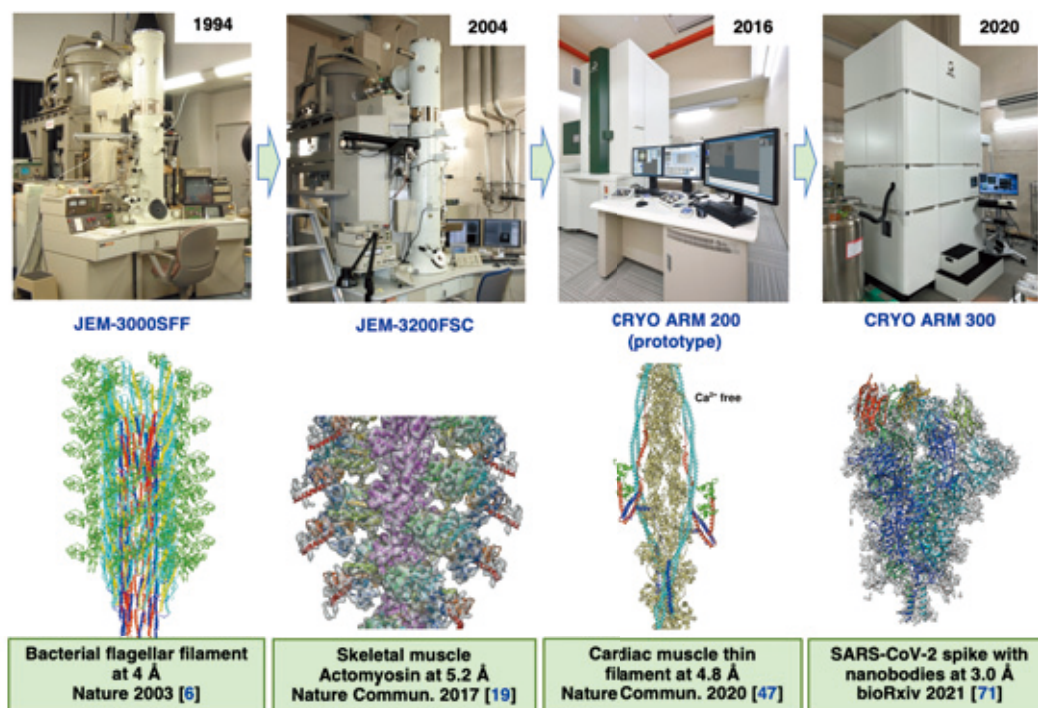 1994
2004
2016
2020
JEM-3000SFF
JEM-3200FSC
CRYO ARM 200
(prototype)
CRYO ARM 300
Ca²⁺ free
Bacterial flagellar filament
at 4 Å
Nature 2003 [6]
Skeletal muscle
Actomyosin at 5.2 Å
Nature Commun. 2017 [19]
Cardiac muscle thin
filament at 4.8 Å
Nature Commun. 2020 [47]
SARS-CoV-2 spike with
nanobodies at 3.0 Å
bioRxiv 2021 [71]